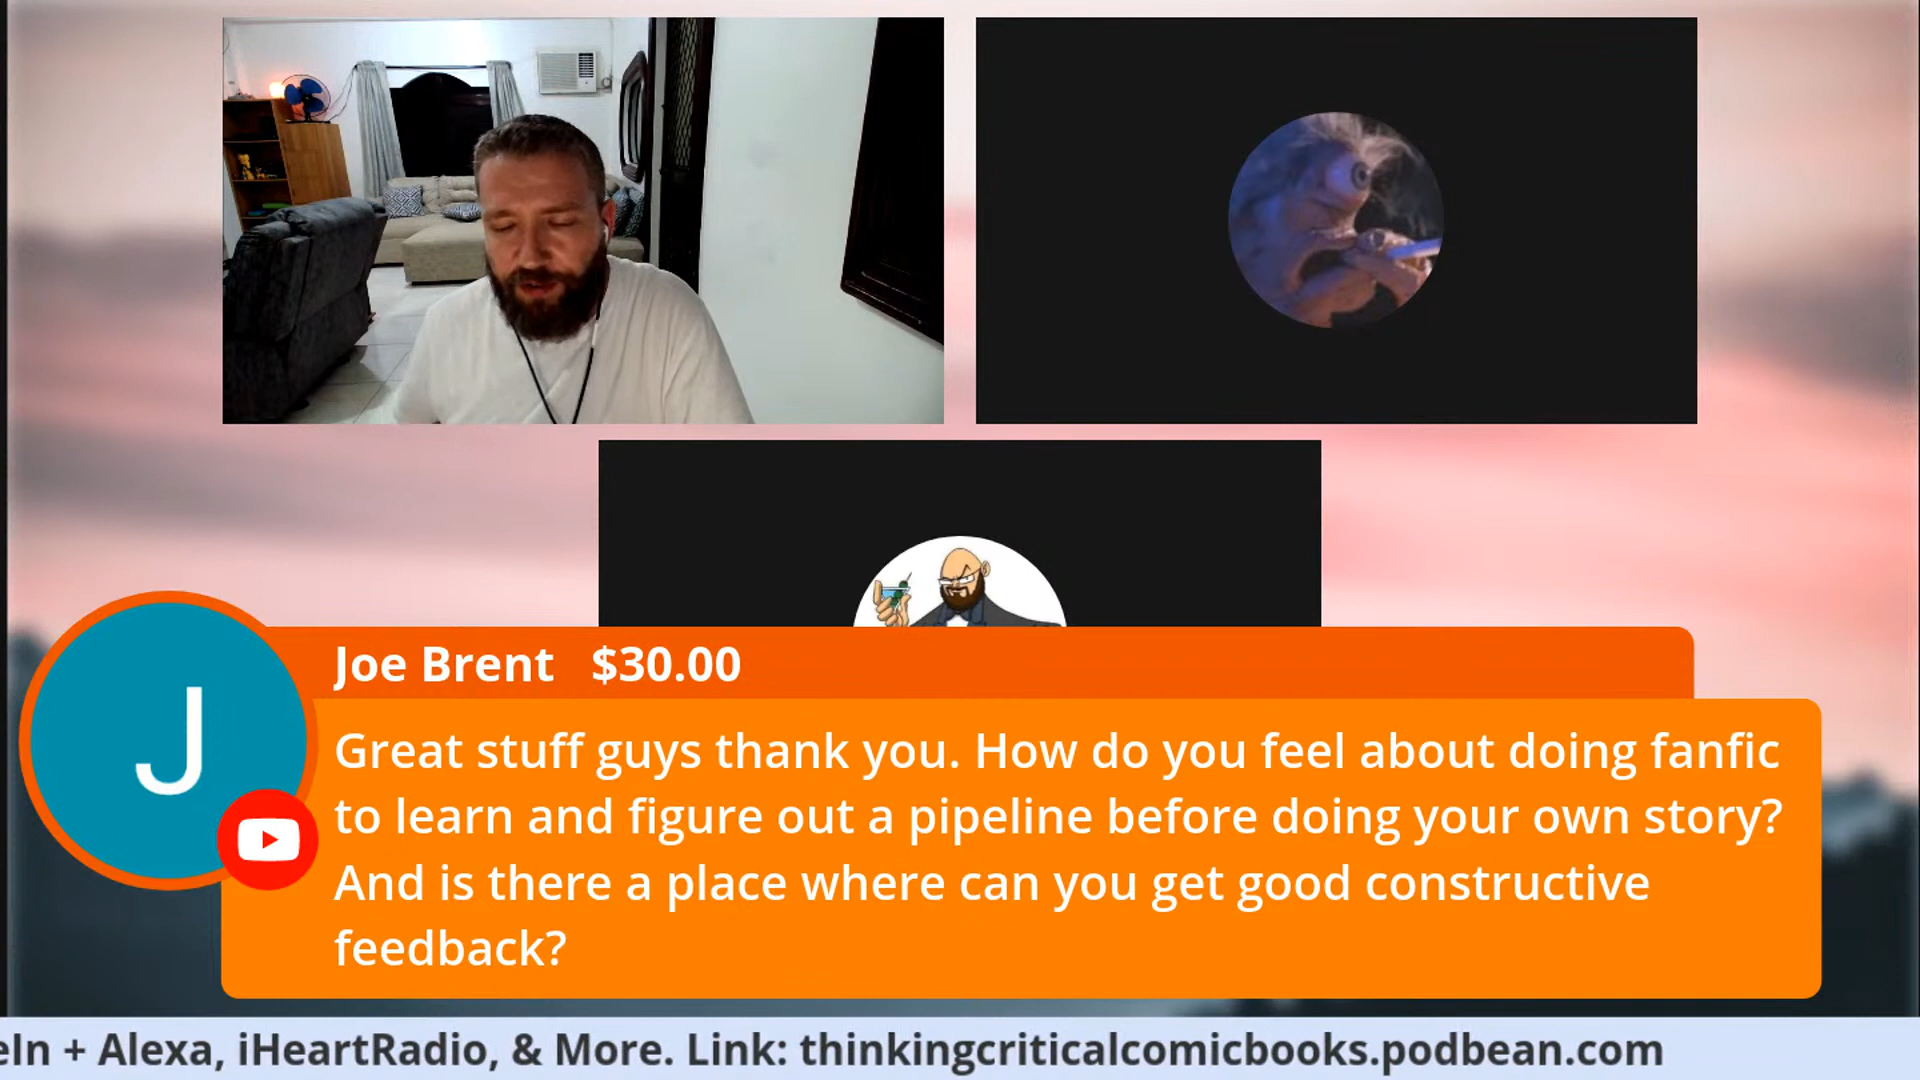 Joe Brent $30.00
J
Great stuff guys thank you. How do you feel about doing fanfic
to learn and figure out a pipeline before doing your own story?
And is there a place where can you get good constructive
feedback?
eIn + Alexa, iHeartRadio, & More. Link: thinkingcriticalcomicbooks.podbean.com